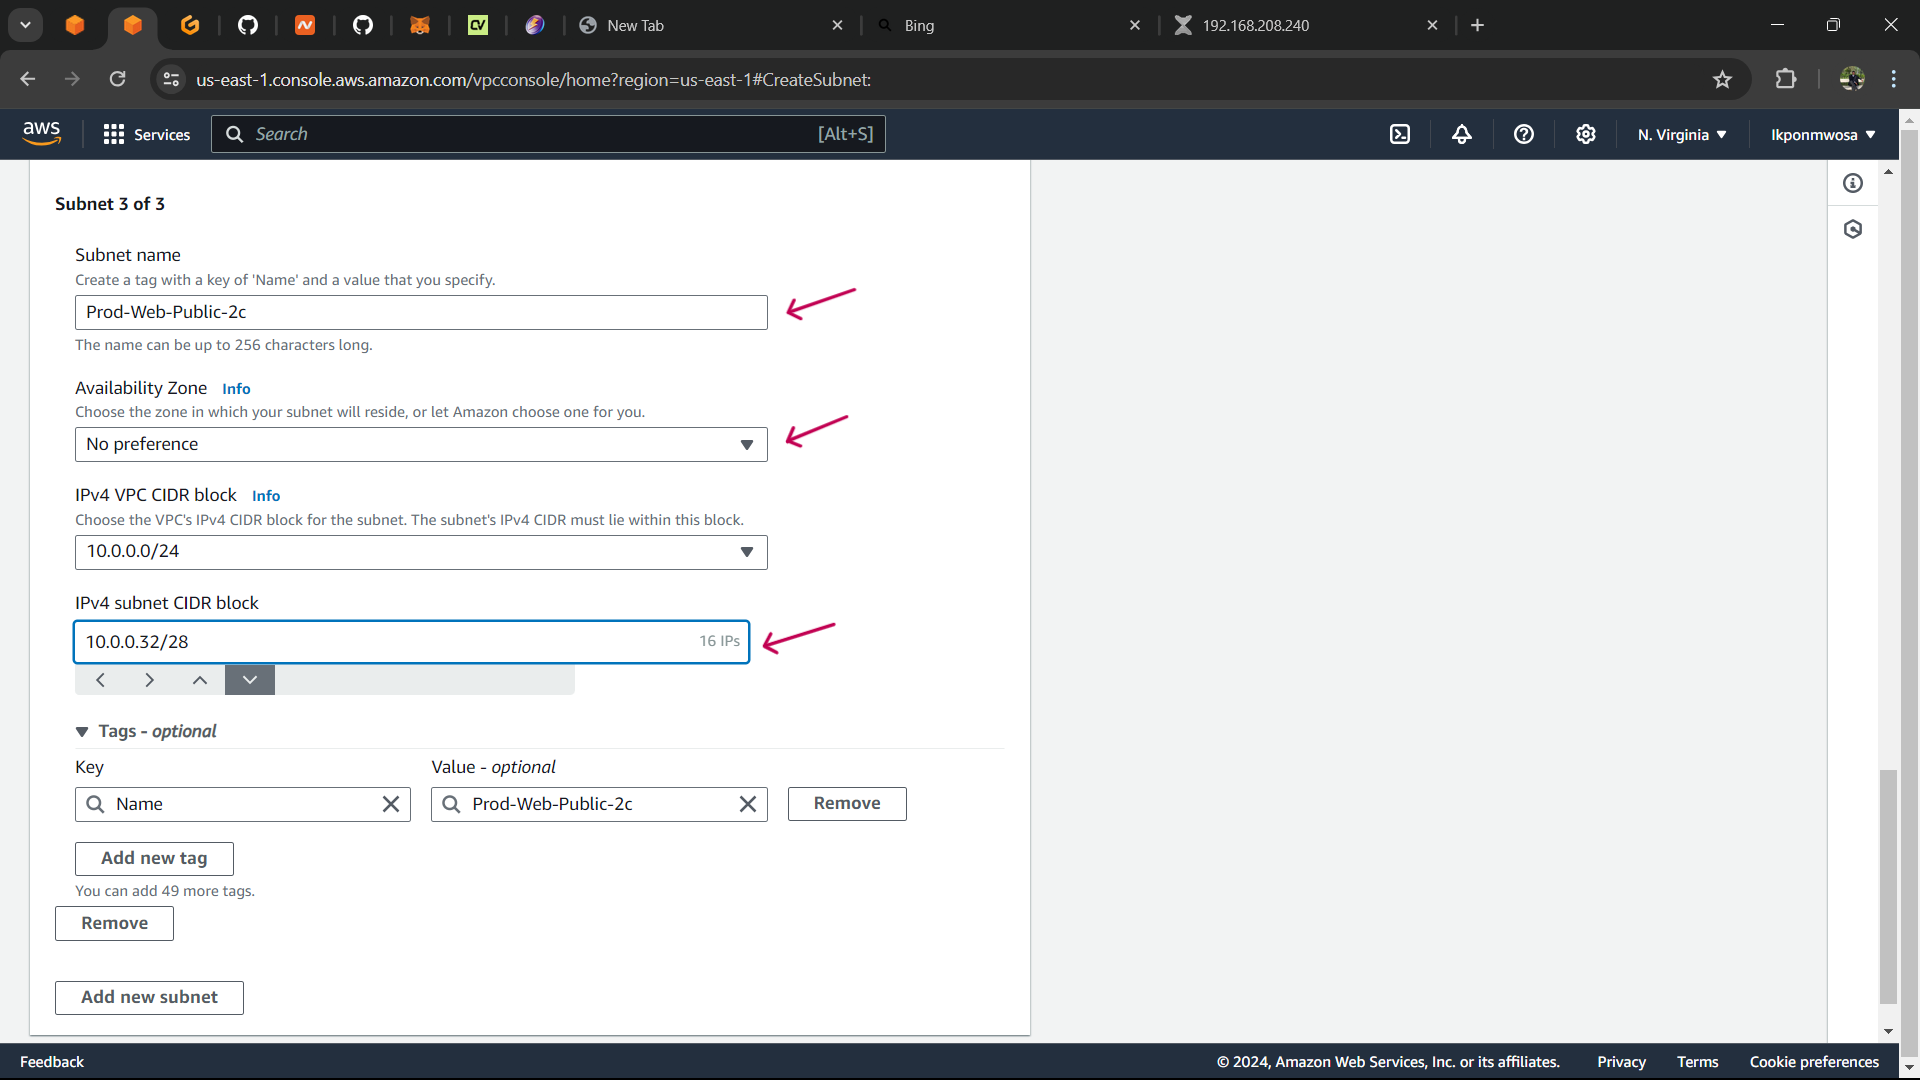 New Tab
Bing
192.168.208.240
us-east-1.console.aws.amazon.com/vpcconsole/home?region=us-east-1#CreateSubnet:
aws
Services
Search
[Alt+S]
N. Virginia
Ikponmwosa
Subnet 3 of 3
Subnet name
Create a tag with a key of 'Name' and a value that you specify.
Prod-Web-Public-2c
The name can be up to 256 characters long.
Availability Zone Info
Choose the zone in which your subnet will reside, or let Amazon choose one for you.
No preference
IPv4 VPC CIDR block Info
Choose the VPC's IPv4 CIDR block for the subnet. The subnet's IPv4 CIDR must lie within this block.
10.0.0.0/24
IPv4 subnet CIDR block
10.0.0.32/28
16 IPs
Tags - optional
Key
Value - optional
Name
Prod-Web-Public-2c
Remove
Add new tag
You can add 49 more tags.
Remove
Add new subnet
Feedback
© 2024, Amazon Web Services, Inc. or its affiliates.
Privacy
Terms
Cookie preferences